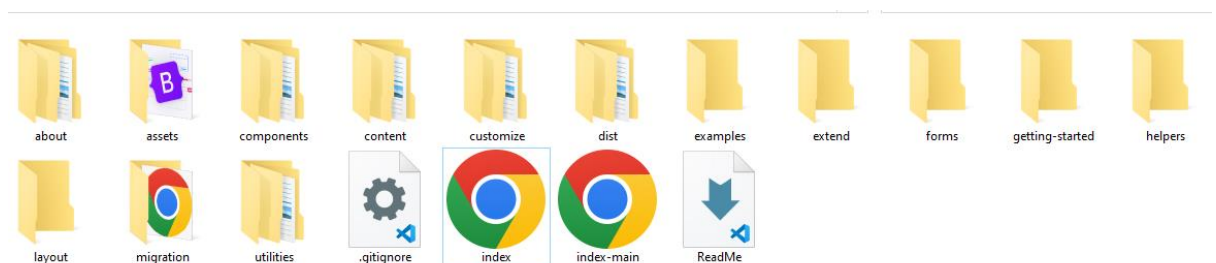 about assets components content customize dist examples extend forms getting-started helpers
B
layout migration utilities .gitignore index index-main ReadMe